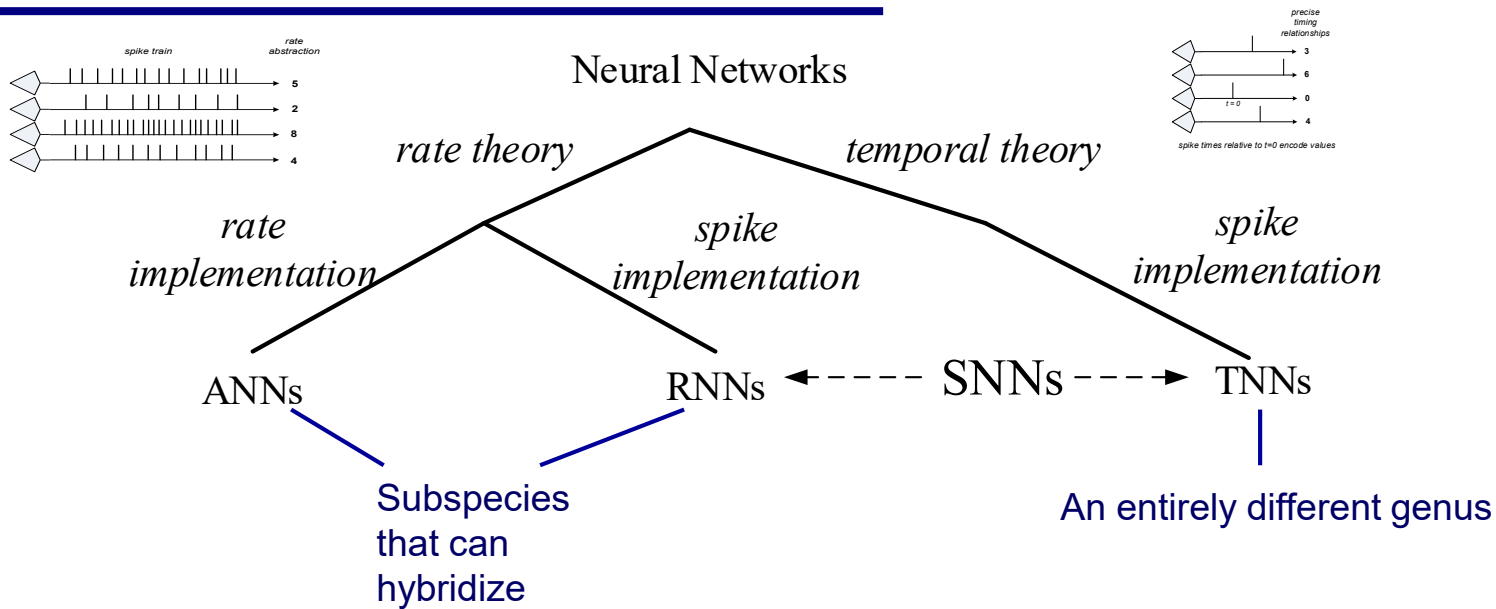 spike train
rate
abstraction
5
2
8
4
Neural Networks
precise
timing
relationships
3
6
0
t = 0
4
spike times relative to t=0 encode values
rate theory
temporal theory
rate
implementation
spike
implementation
spike
implementation
ANNs
RNNs
SNNs
TNNs
Subspecies
that can
hybridize
An entirely different genus